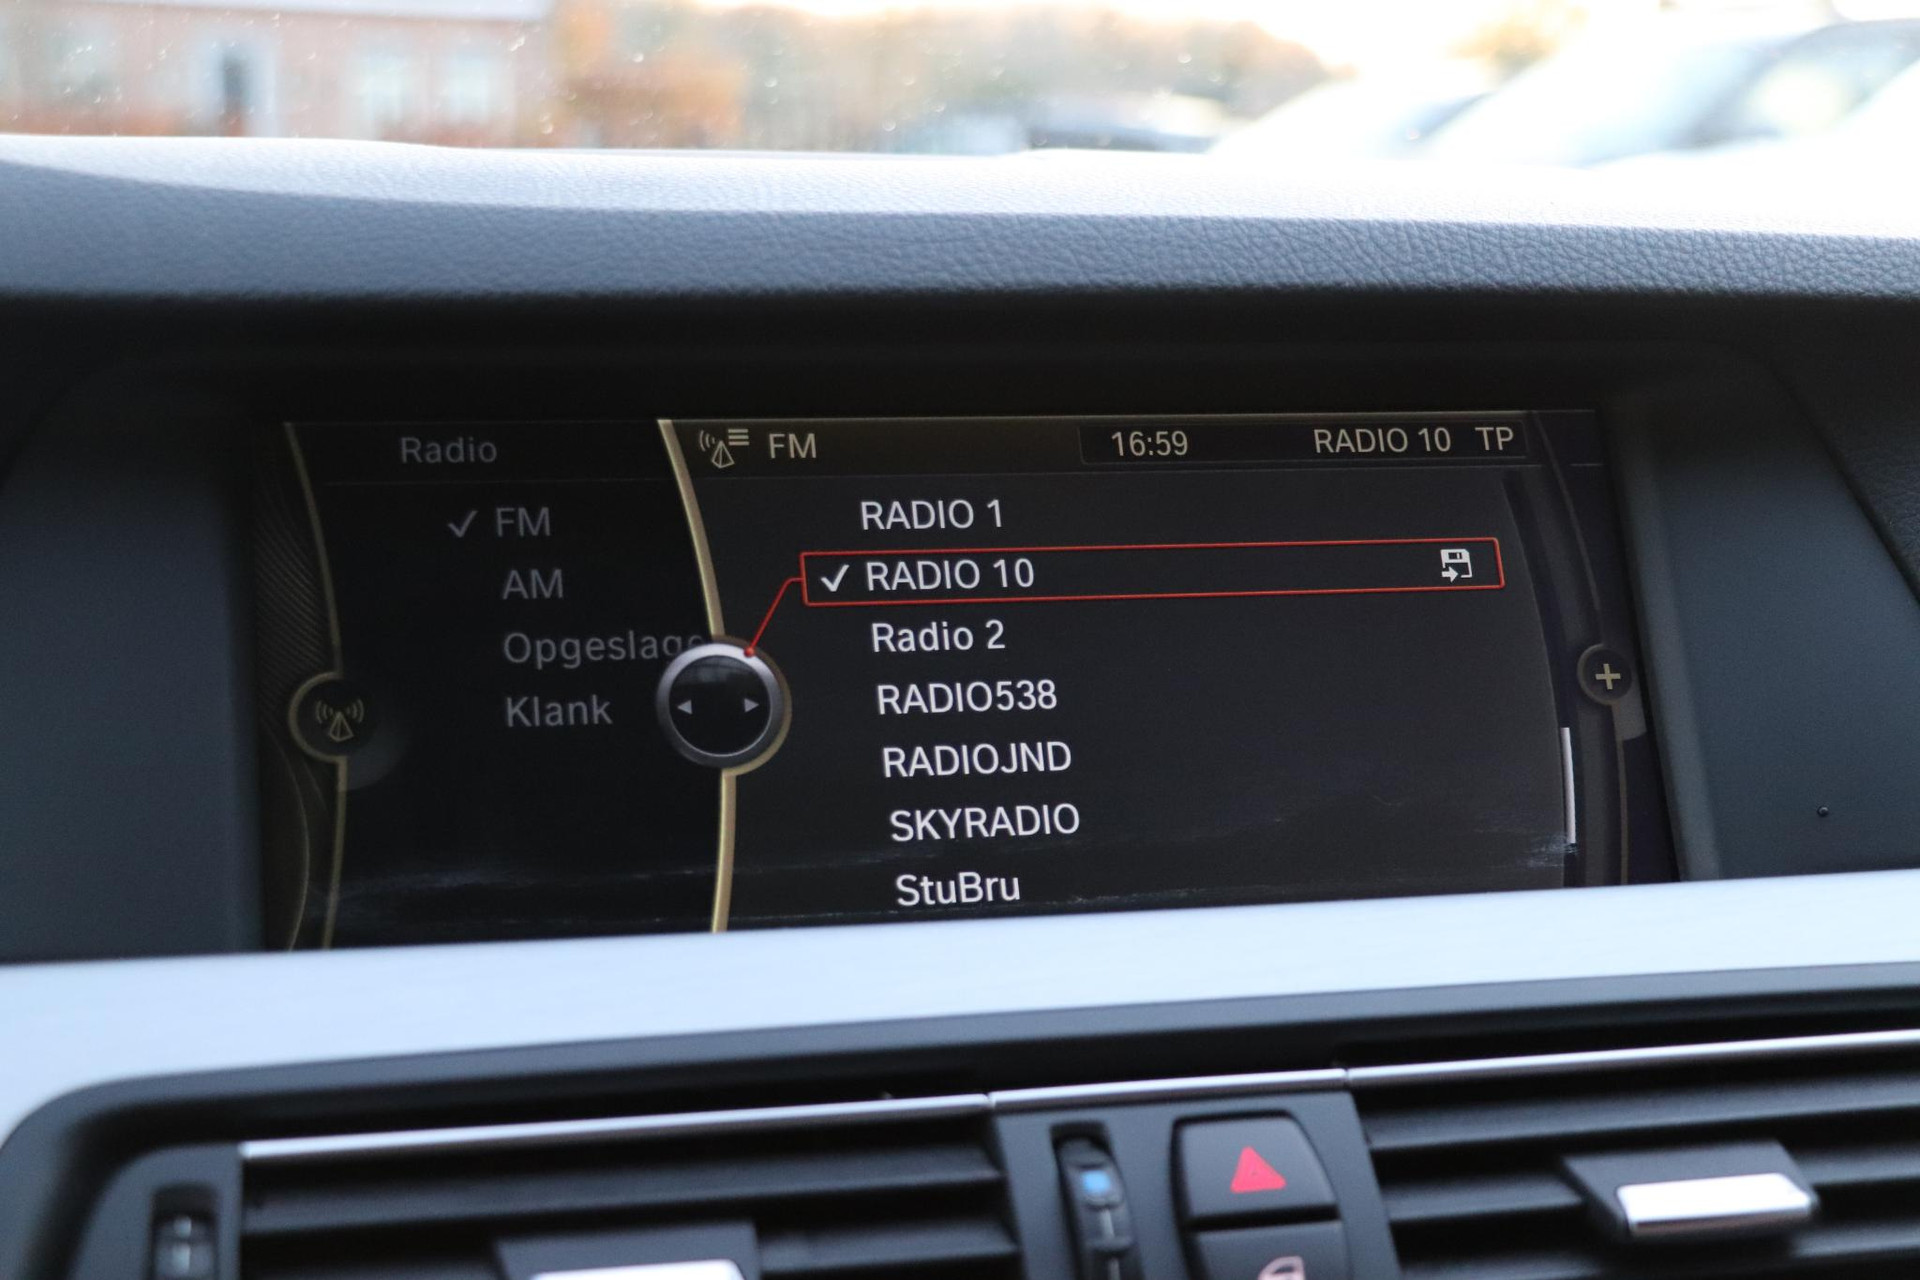 Radio
FM 16:59 RADIO 10 TP
FM
AM
Opgeslage
Klank
RADIO 1
RADIO 10
Radio 2
RADIO538
RADIOJND
SKYRADIO
StuBru